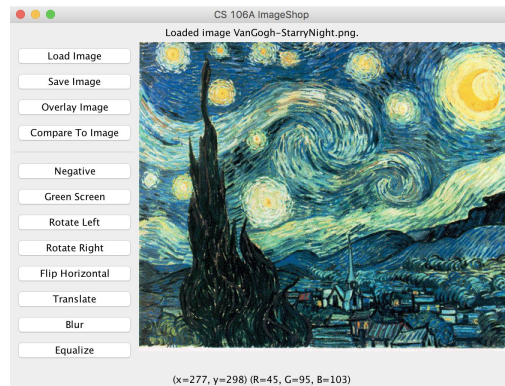 CS 106A ImageShop
Loaded image VanGogh-StarryNight.png.
Load Image
Save Image
Overlay Image
Compare To Image
Negative
Green Screen
Rotate Left
Rotate Right
Flip Horizontal
Translate
Blur
Equalize
(x=277, y=298) (R=45, G=95, B=103)